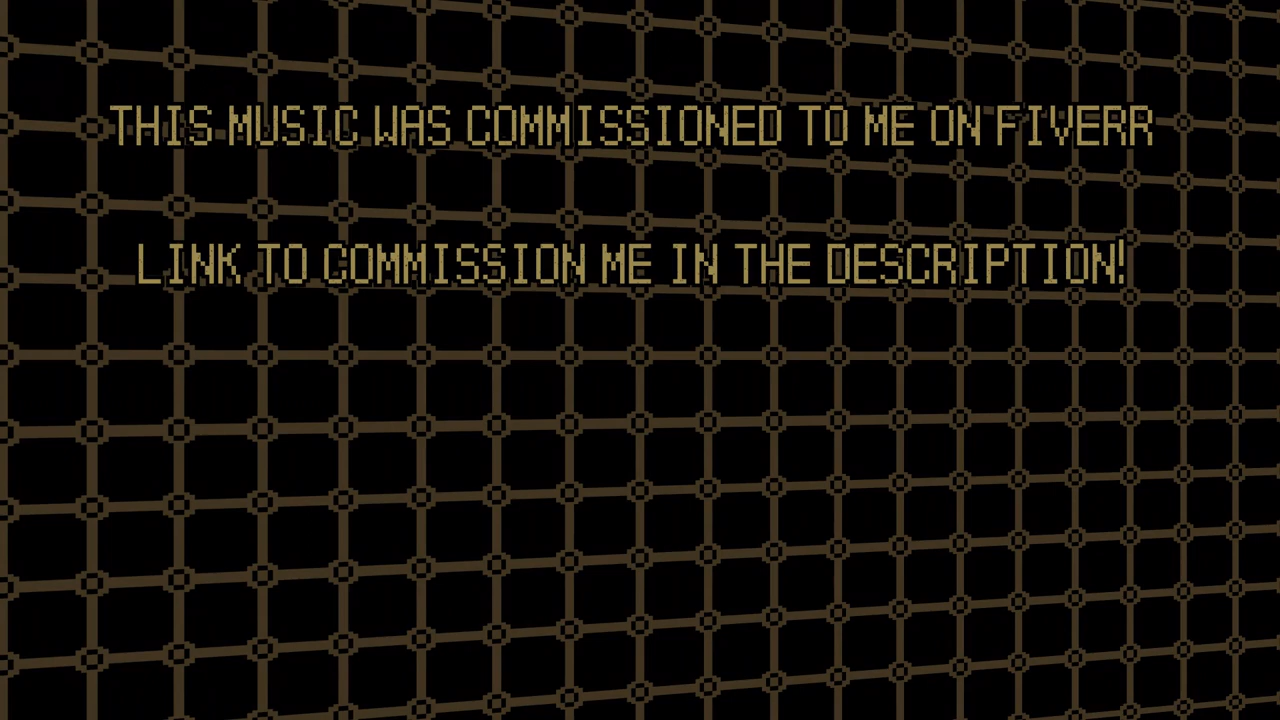 THIS MUSIC WAS COMMISSIONED TO ME ON FIVERR
LINK TO COMMISSION ME IN THE DESCRIPTION!